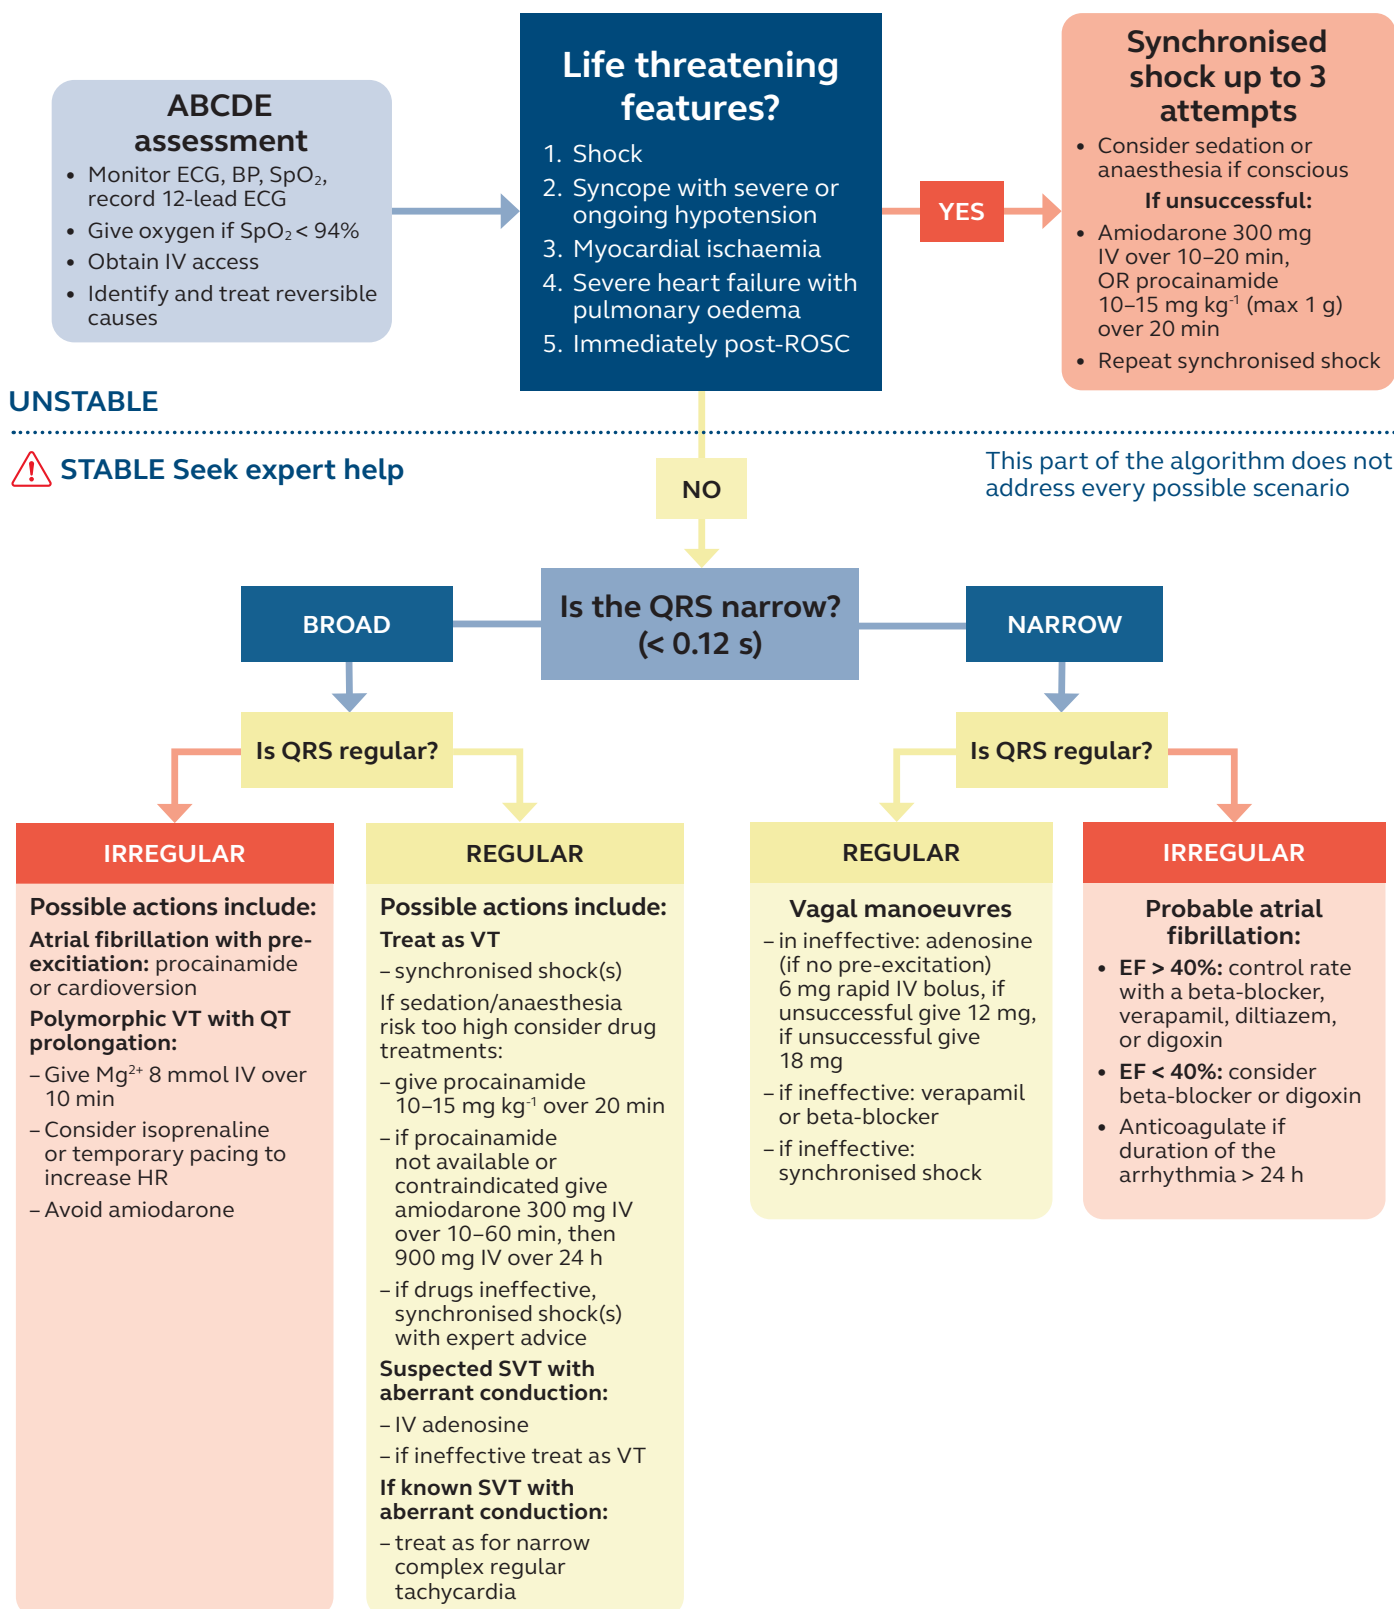 ABCDE
assessment
• Monitor ECG, BP, SpO₂,
record 12-lead ECG
• Give oxygen if SpO₂ < 94%
• Obtain IV access
• Identify and treat reversible
causes
Life threatening
features?
1. Shock
2. Syncope with severe or
ongoing hypotension
3. Myocardial ischaemia
4. Severe heart failure with
pulmonary oedema
5. Immediately post-ROSC
YES
Synchronised
shock up to 3
attempts
• Consider sedation or
anaesthesia if conscious
If unsuccessful:
• Amiodarone 300 mg
IV over 10–20 min,
OR procainamide
10–15 mg kg⁻¹ (max 1 g)
over 20 min
• Repeat synchronised shock
UNSTABLE
STABLE Seek expert help
This part of the algorithm does not
address every possible scenario
NO
Is the QRS narrow?
(< 0.12 s)
BROAD
NARROW
Is QRS regular?
Is QRS regular?
IRREGULAR
Possible actions include:
Atrial fibrillation with pre-
excitiation: procainamide
or cardioversion
Polymorphic VT with QT
prolongation:
– Give Mg²⁺ 8 mmol IV over
10 min
– Consider isoprenaline
or temporary pacing to
increase HR
– Avoid amiodarone
REGULAR
Possible actions include:
Treat as VT
– synchronised shock(s)
If sedation/anaesthesia
risk too high consider drug
treatments:
– give procainamide
10–15 mg kg⁻¹ over 20 min
– if procainamide
not available or
contraindicated give
amiodarone 300 mg IV
over 10–60 min, then
900 mg IV over 24 h
– if drugs ineffective,
synchronised shock(s)
with expert advice
Suspected SVT with
aberrant conduction:
– IV adenosine
– if ineffective treat as VT
If known SVT with
aberrant conduction:
– treat as for narrow
complex regular
tachycardia
REGULAR
Vagal manoeuvres
– in ineffective: adenosine
(if no pre-excitation)
6 mg rapid IV bolus, if
unsuccessful give 12 mg,
if unsuccessful give
18 mg
– if ineffective: verapamil
or beta-blocker
– if ineffective:
synchronised shock
IRREGULAR
Probable atrial
fibrillation:
• EF > 40%: control rate
with a beta-blocker,
verapamil, diltiazem,
or digoxin
• EF < 40%: consider
beta-blocker or digoxin
• Anticoagulate if
duration of the
arrhythmia > 24 h